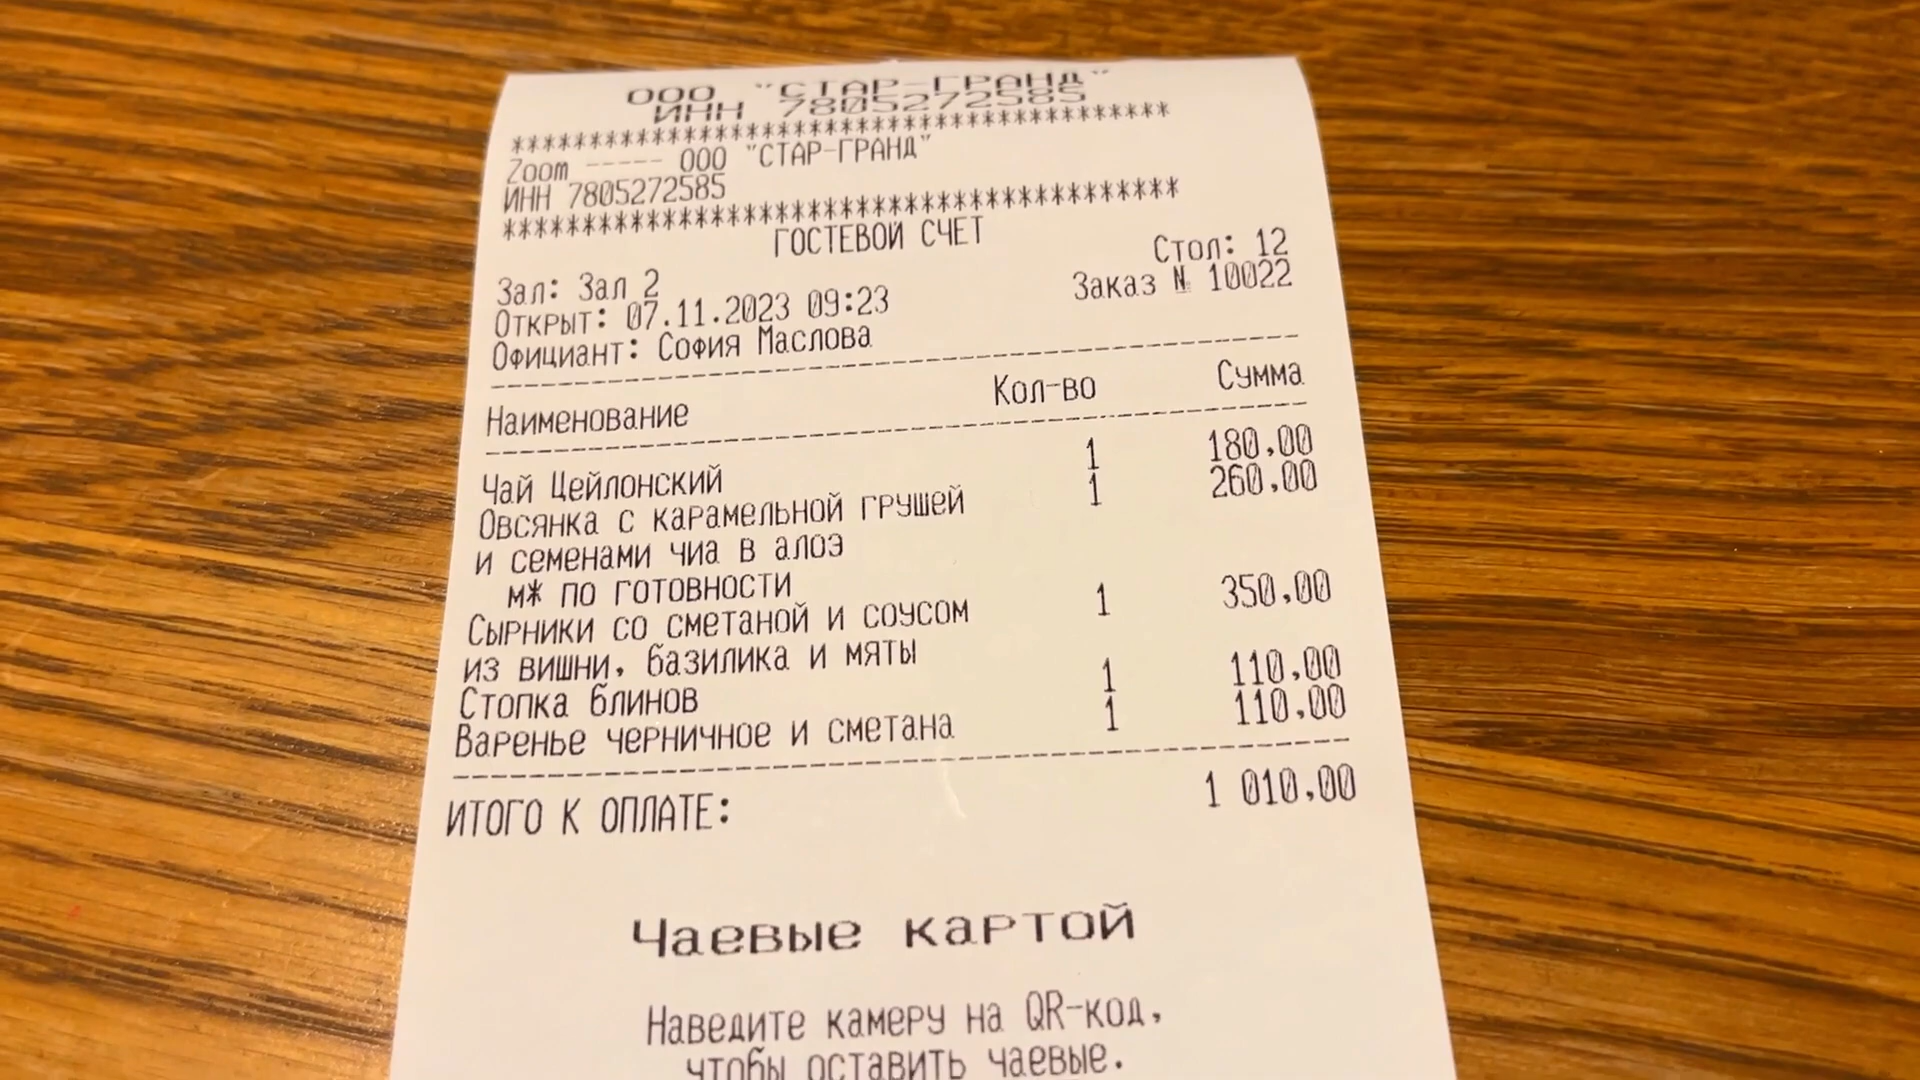 ООО "СТАР-ГРАНД"
ИНН 7805272585
******************************************
Zoom ----- ООО "СТАР-ГРАНД"
ИНН 7805272585
******************************************
ГОСТЕВОЙ СЧЕТ
Зал: Зал 2 Стол: 12
Открыт: 07.11.2023 09:23 Заказ № 10022
Официант: София Маслова
Наименование Кол-во Сумма
Чай Цейлонский 1 180,00
Овсянка с карамельной грушей 1 260,00
и семенами чиа в алоэ
м* по готовности
Сырники со сметаной и соусом 1 350,00
из вишни, базилика и мяты
Стопка блинов 1 110,00
Варенье черничное и сметана 1 110,00
ИТОГО К ОПЛАТЕ: 1 010,00
Чаевые картой
Наведите камеру на QR-код,
чтобы оставить чаевые.